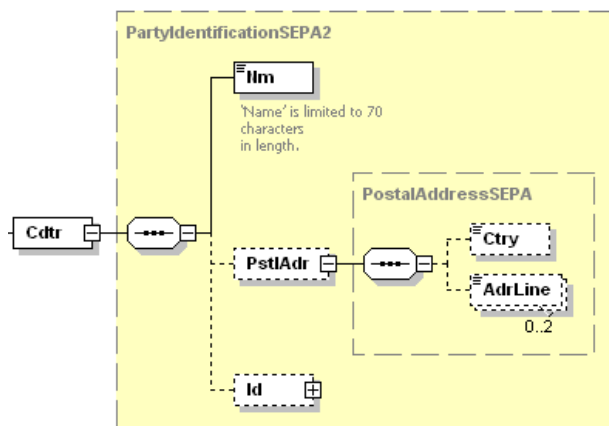 PartyIdentificationSEPA2
Nm
'Name' is limited to 70
characters
in length.
PostalAddressSEPA
Cdtr
Ctry
PstlAdr
AdrLine
0..2
Id